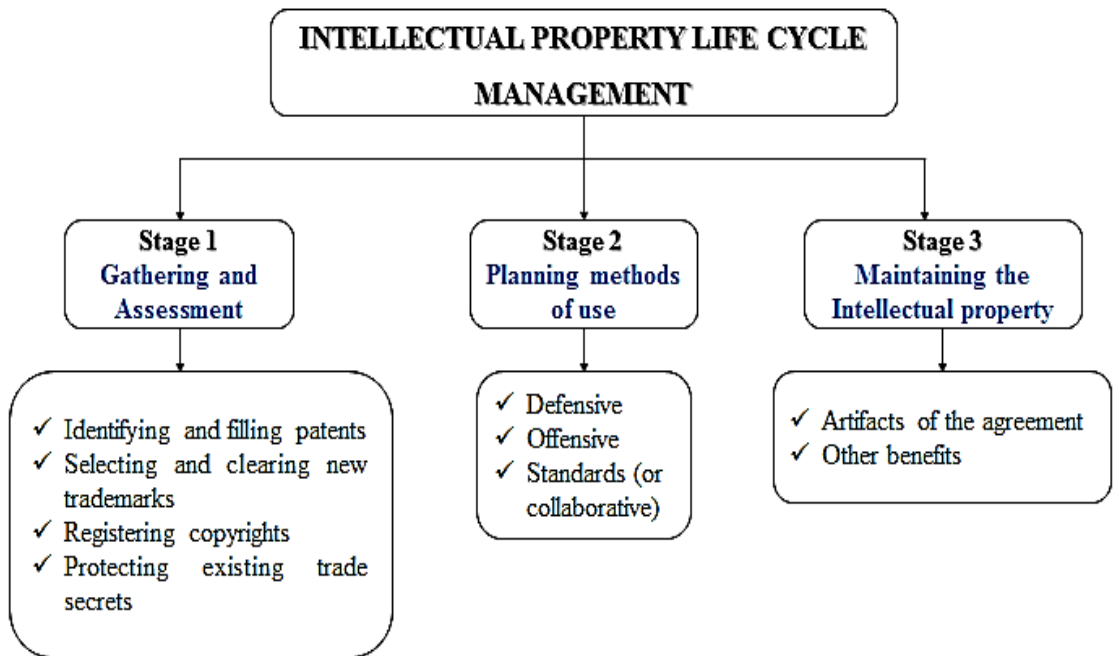 INTELLECTUAL PROPERTY LIFE CYCLE
MANAGEMENT
Stage 1
Gathering and
Assessment
Stage 2
Planning methods
of use
Stage 3
Maintaining the
Intellectual property
✓ Identifying and filling patents
✓ Selecting and clearing new
trademarks
✓ Registering copyrights
✓ Protecting existing trade
secrets
✓ Defensive
✓ Offensive
✓ Standards (or
collaborative)
✓ Artifacts of the agreement
✓ Other benefits